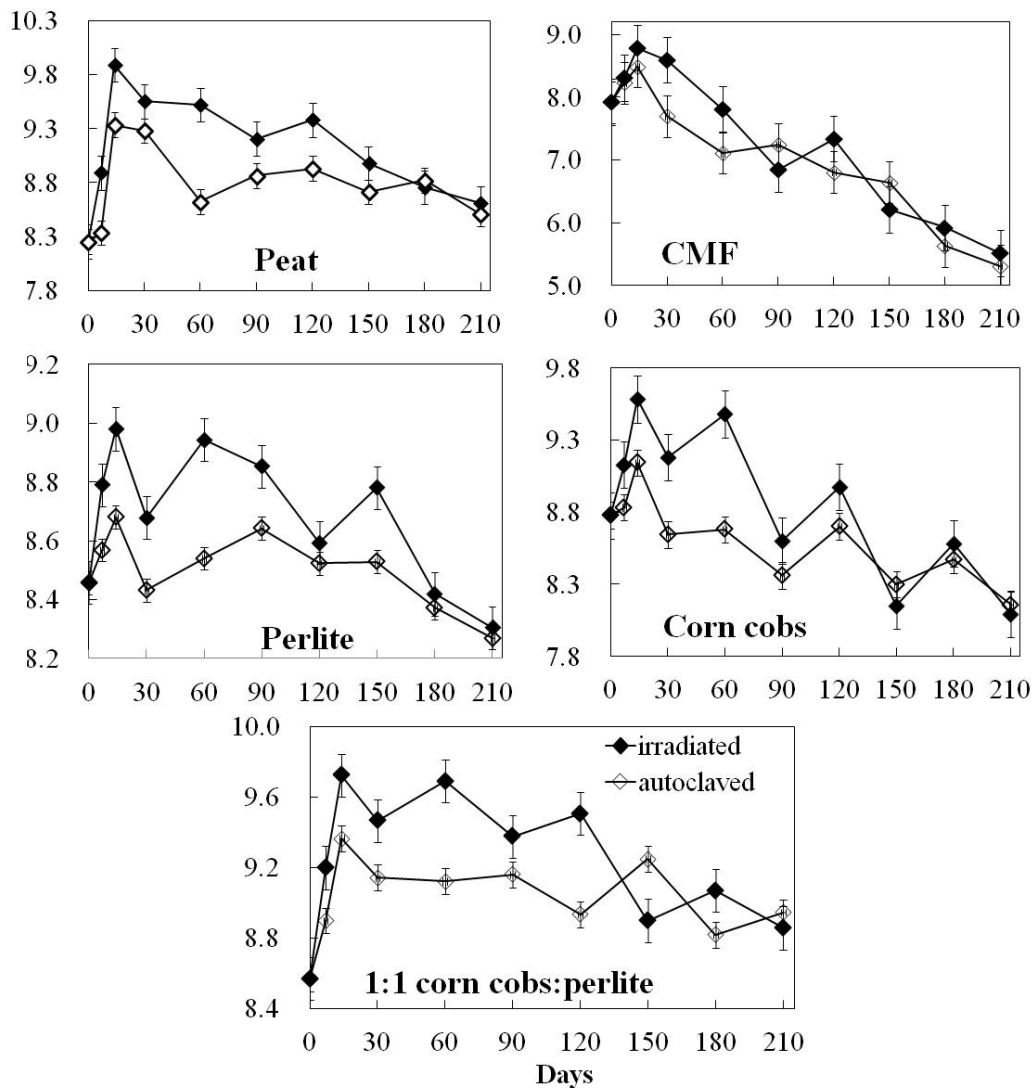 10.3
9.8
9.3
8.8
8.3
7.8
Peat
0 30 60 90 120 150 180 210
9.0
8.0
7.0
6.0
5.0
CMF
0 30 60 90 120 150 180 210
9.2
9.0
8.8
8.6
8.4
8.2
Perlite
0 30 60 90 120 150 180 210
9.8
9.3
8.8
8.3
7.8
Corn cobs
0 30 60 90 120 150 180 210
10.0
9.6
9.2
8.8
8.4
irradiated
autoclaved
1:1 corn cobs:perlite
0 30 60 90 120 150 180 210
Days